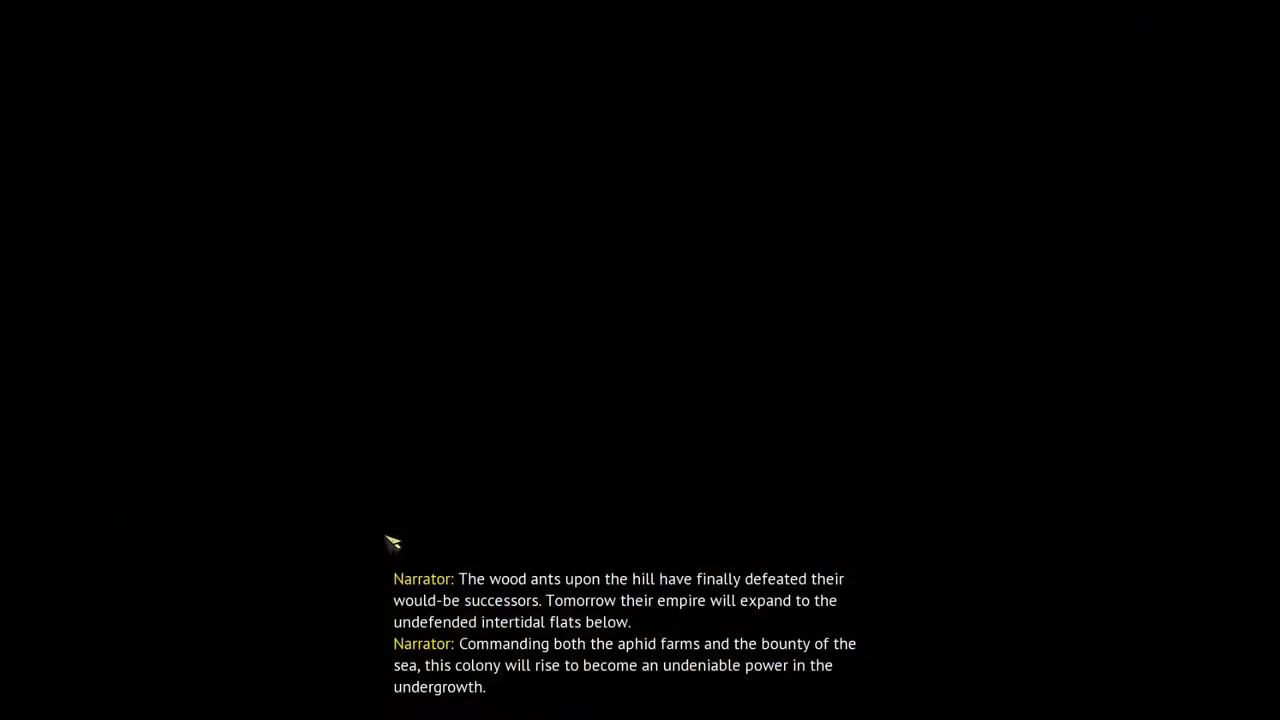 Narrator: The wood ants upon the hill have finally defeated their
would-be successors. Tomorrow their empire will expand to the
undefended intertidal flats below.
Narrator: Commanding both the aphid farms and the bounty of the
sea, this colony will rise to become an undeniable power in the
undergrowth.